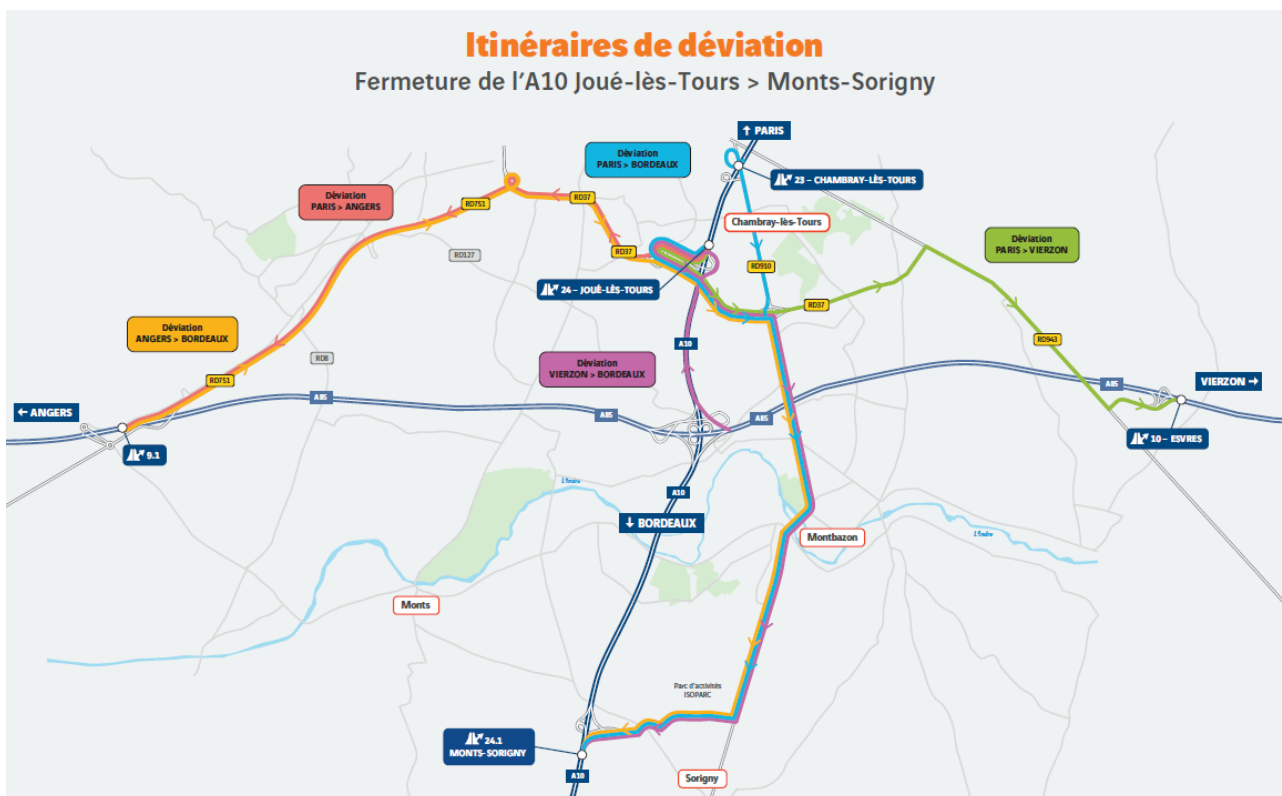 Itinéraires de déviation
Fermeture de l'A10 Joué-lès-Tours > Monts-Sorigny
↑ PARIS
Déviation
PARIS > BORDEAUX
23 – CHAMBRAY-LÈS-TOURS
Déviation
PARIS > ANGERS
RD751
RD37
Chambray-lès-Tours
Déviation
PARIS > VIERZON
RD127
RD37
RD910
24 – JOUÉ-LÈS-TOURS
RD37
Déviation
ANGERS > BORDEAUX
RD8
A10
RD943
Déviation
VIERZON > BORDEAUX
RD751
← ANGERS
A85
A85
A85
A85
VIERZON →
9.1
10 – ESVRES
L'Indre
A10
↓ BORDEAUX
Montbazon
L'Indre
Monts
Parc d'activités
ISOPARC
24.1
MONTS-SORIGNY
A10
Sorigny